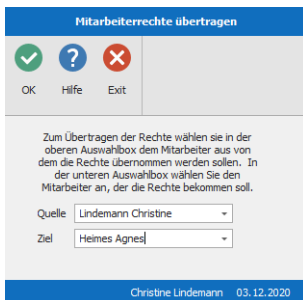 Mitarbeiterrechte übertragen
OK Hilfe Exit
Zum Übertragen der Rechte wählen sie in der
oberen Auswahlbox dem Mitarbeiter aus von
dem die Rechte übernommen werden sollen. In
der unteren Auswahlbox wählen Sie den
Mitarbeiter an, der die Rechte bekommen soll.
Quelle Lindemann Christine
Ziel Heimes Agnes
Christine Lindemann 03.12.2020